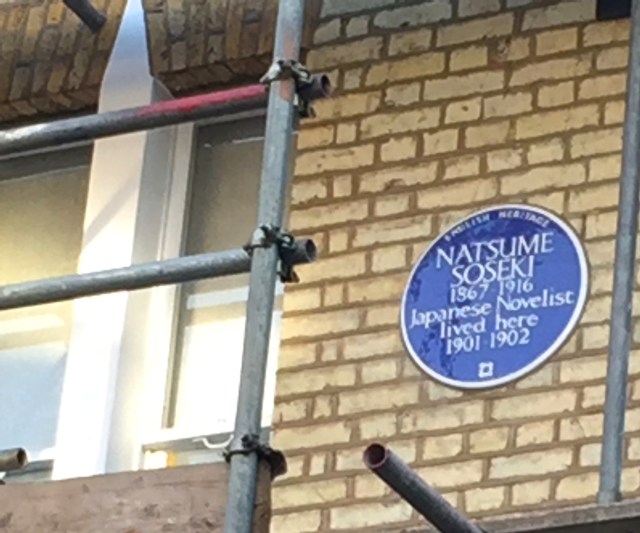 ENGLISH HERITAGE
NATSUME
SOSEKI
1867 1916
Japanese Novelist
lived here
1901-1902